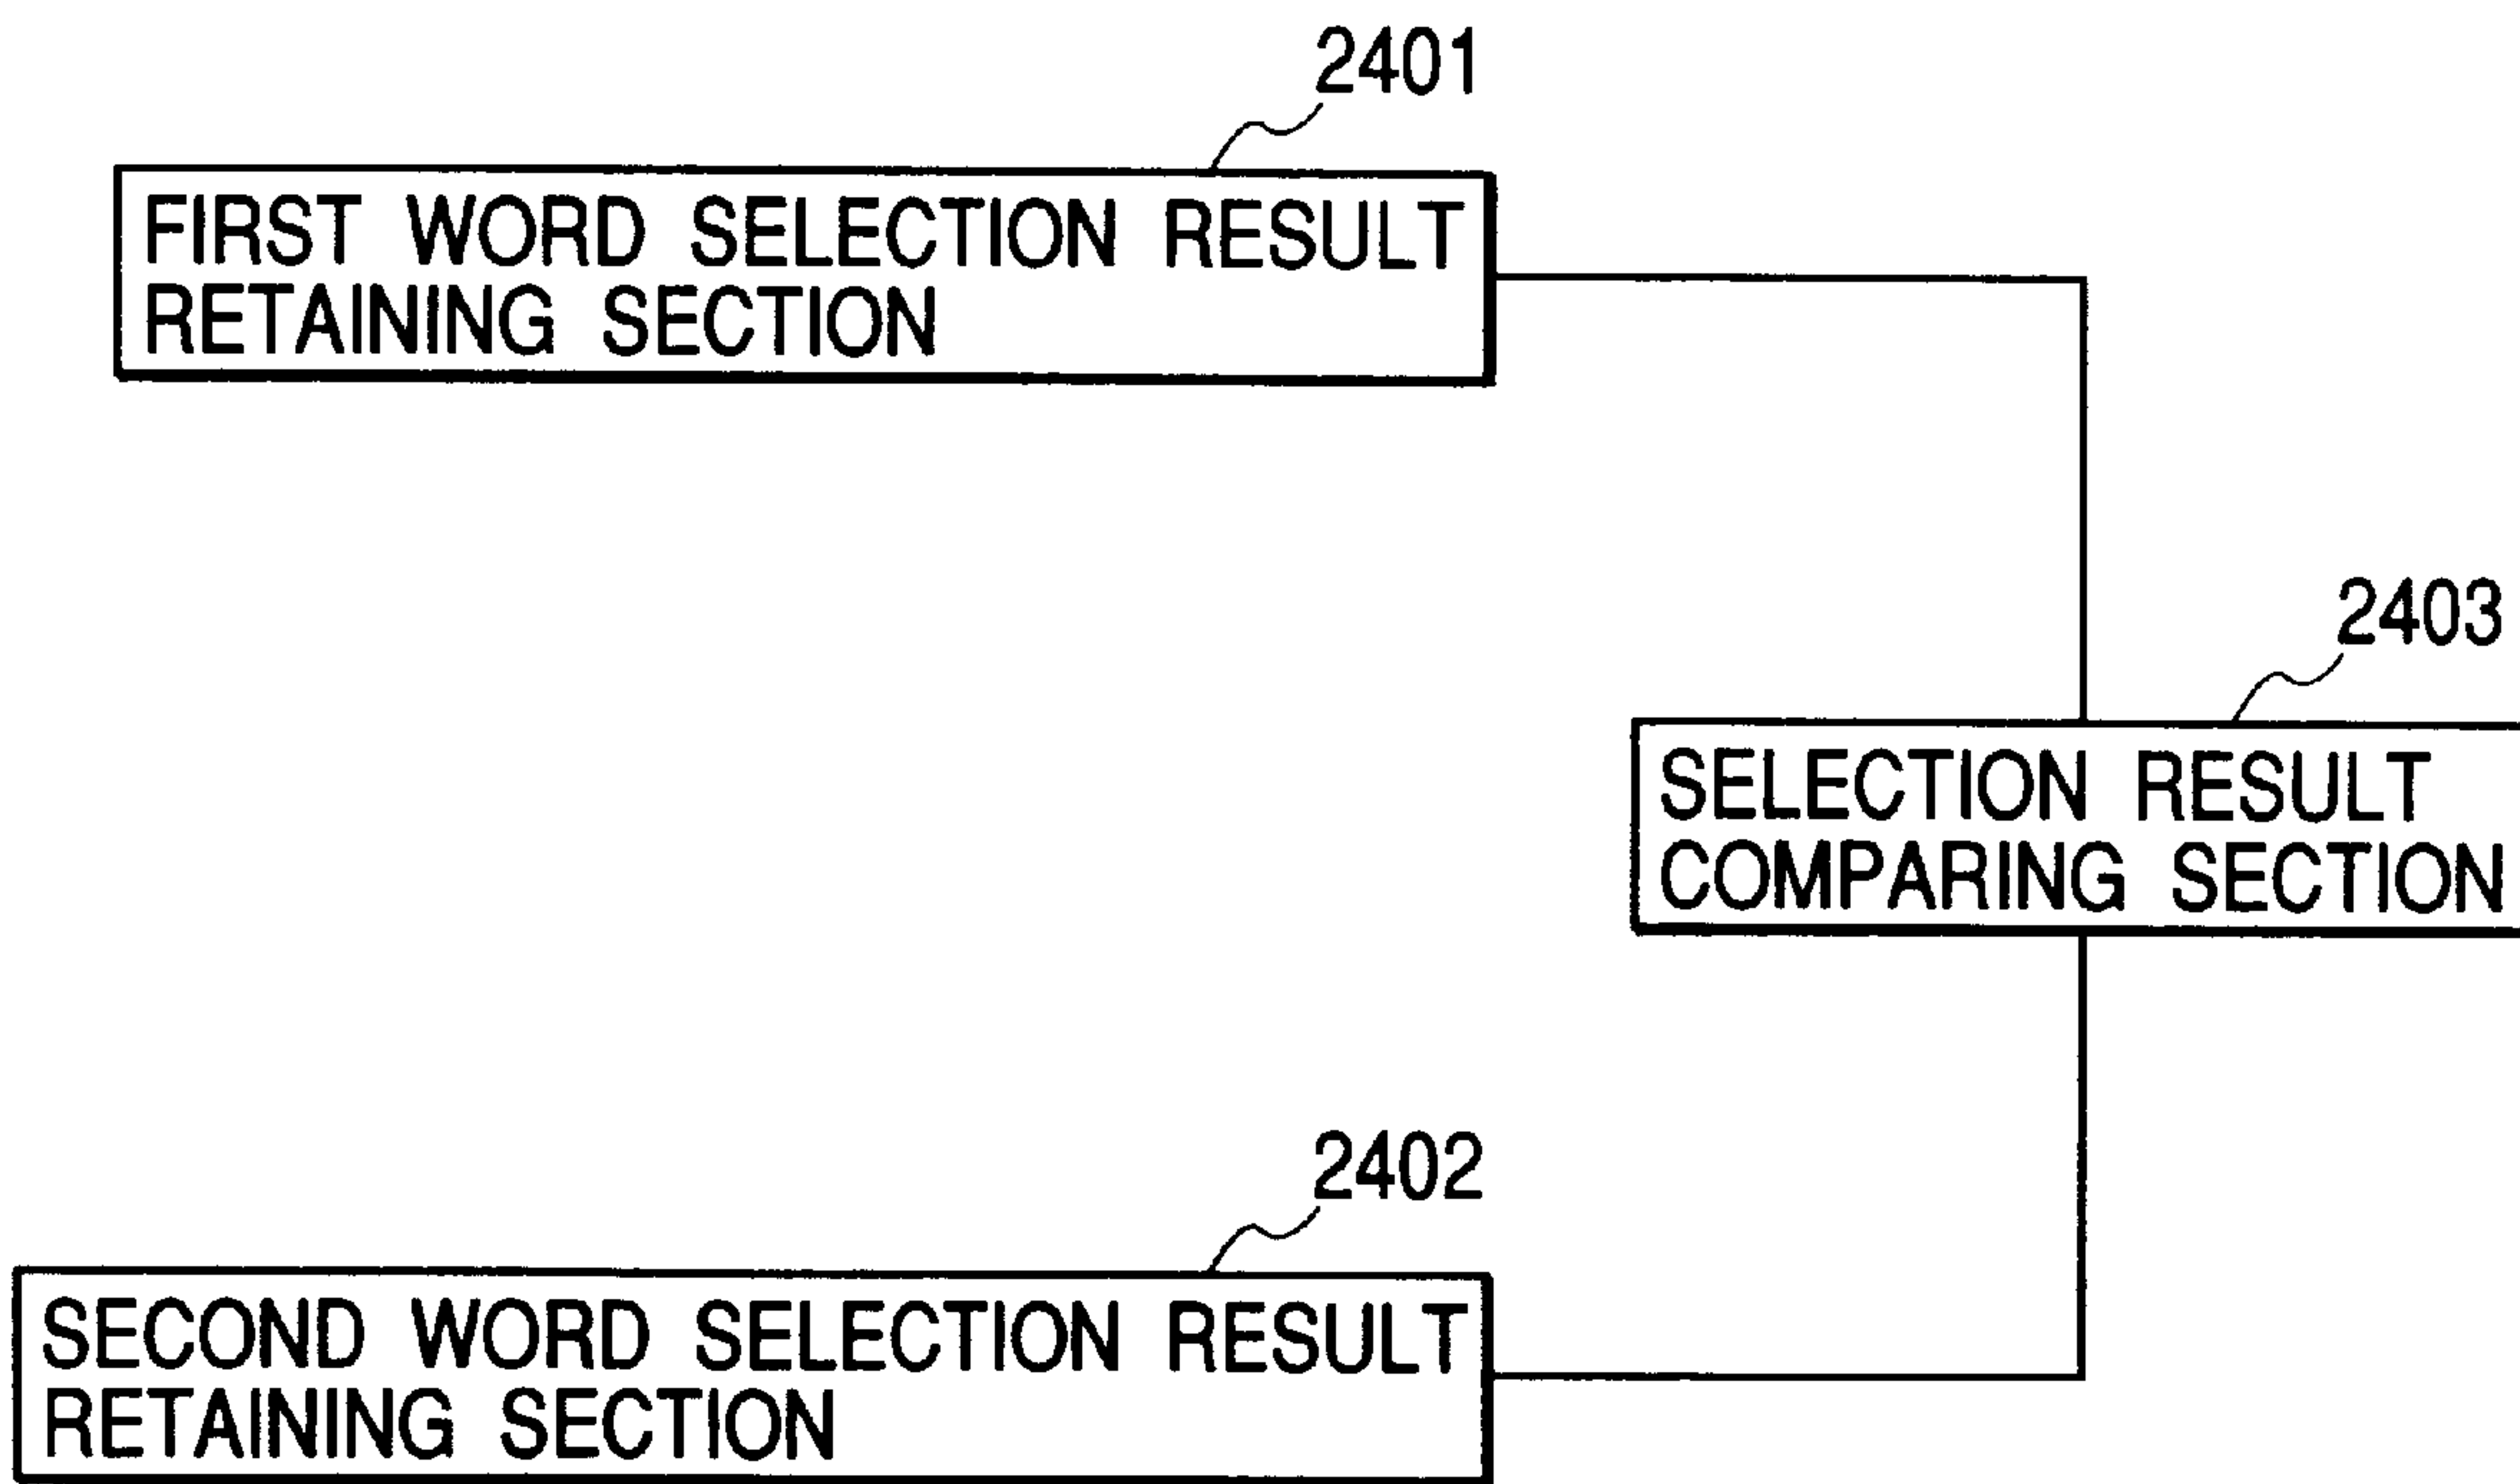 2401
FIRST WORD SELECTION RESULT
RETAINING SECTION
2403
SELECTION RESULT
COMPARING SECTION
2402
SECOND WORD SELECTION RESULT
RETAINING SECTION